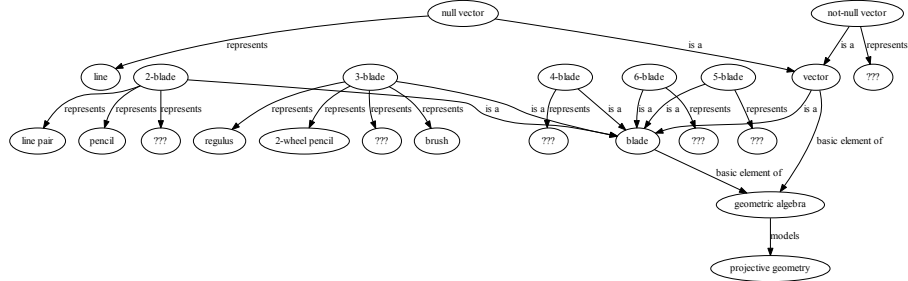 null vector
not-null vector
represents
is a
is a
represents
line
2-blade
3-blade
4-blade
6-blade
5-blade
vector
???
represents
represents
represents
is a
represents
represents
represents
represents
is a
represents
is a
is a
represents
is a
represents
is a
line pair
pencil
???
regulus
2-wheel pencil
???
brush
???
blade
???
???
basic element of
basic element of
geometric algebra
models
projective geometry